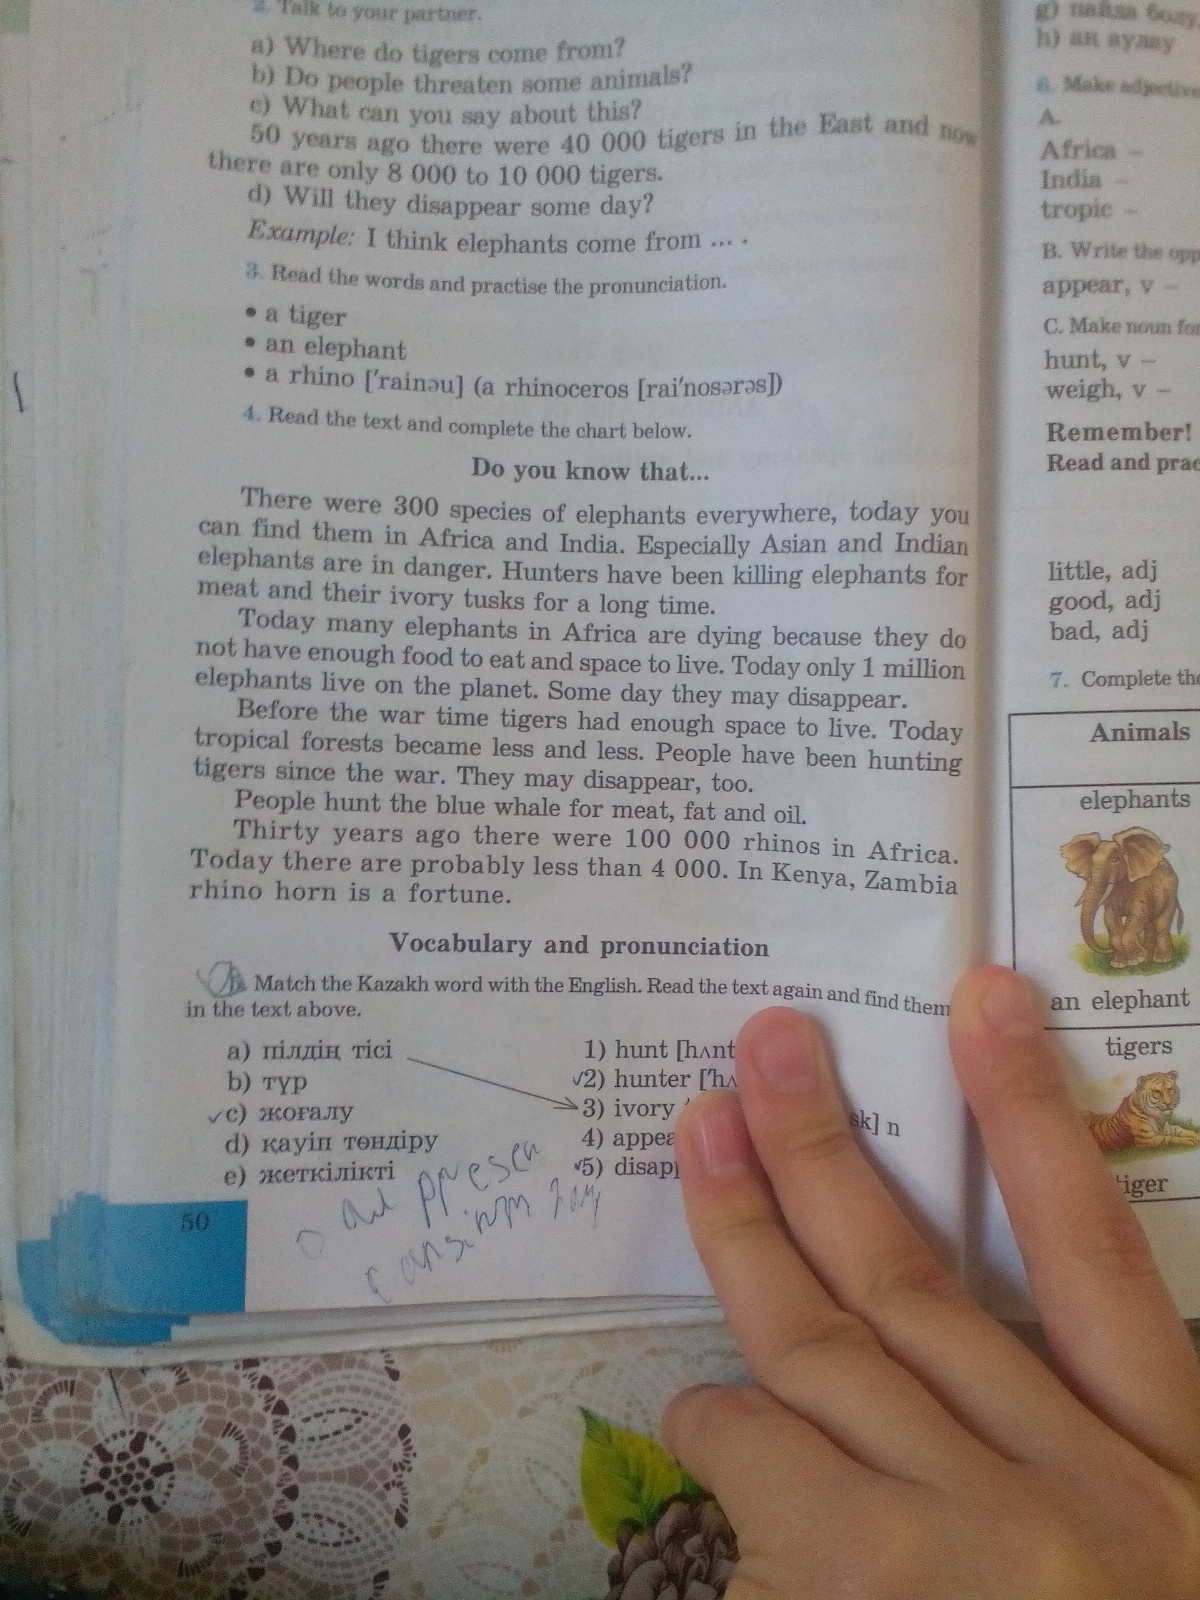 2. Talk to your partner.
a) Where do tigers come from?
b) Do people threaten some animals?
c) What can you say about this?
50 years ago there were 40 000 tigers in the East and now
there are only 8 000 to 10 000 tigers.
d) Will they disappear some day?
Example: I think elephants come from ... .
3. Read the words and practise the pronunciation.
• a tiger
• an elephant
• a rhino [ˈrainəu] (a rhinoceros [raiˈnosərəs])
4. Read the text and complete the chart below.
Do you know that...
There were 300 species of elephants everywhere, today you
can find them in Africa and India. Especially Asian and Indian
elephants are in danger. Hunters have been killing elephants for
meat and their ivory tusks for a long time.
Today many elephants in Africa are dying because they do
not have enough food to eat and space to live. Today only 1 million
elephants live on the planet. Some day they may disappear.
Before the war time tigers had enough space to live. Today
tropical forests became less and less. People have been hunting
tigers since the war. They may disappear, too.
People hunt the blue whale for meat, fat and oil.
Thirty years ago there were 100 000 rhinos in Africa.
Today there are probably less than 4 000. In Kenya, Zambia
rhino horn is a fortune.
Vocabulary and pronunciation
Match the Kazakh word with the English. Read the text again and find them
in the text above.
a) пілдің тісі
b) түр
c) жоғалу
d) қауіп төндіру
e) жеткілікті
1) hunt [hʌnt
2) hunter [ˈhʌ
3) ivory
sk] n
4) appea
5) disap
50
g) пайда болу
h) аң аулау
6. Make adjective
A.
Africa –
India –
tropic –
B. Write the opp
appear, v –
C. Make noun for
hunt, v –
weigh, v –
Remember!
Read and prac
little, adj
good, adj
bad, adj
7. Complete the
Animals
elephants
an elephant
tigers
tiger